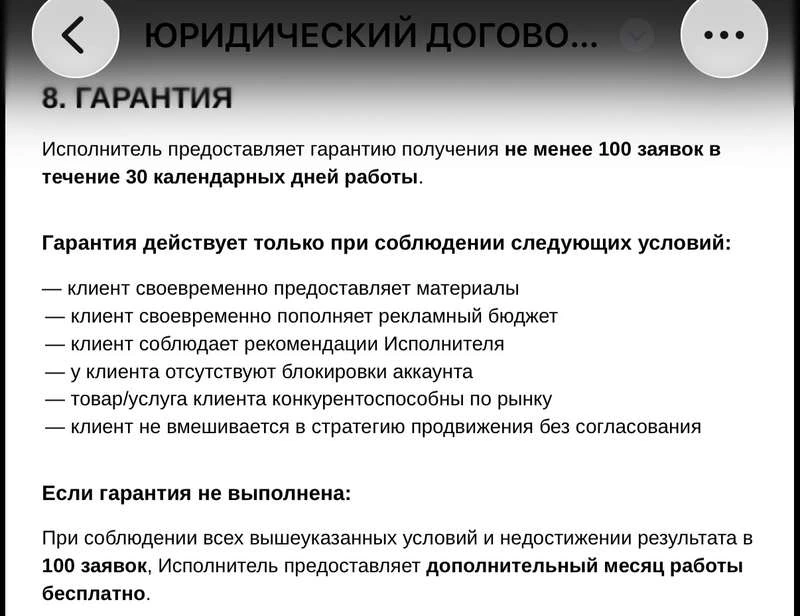 ЮРИДИЧЕСКИЙ ДОГОВО...
8. ГАРАНТИЯ
Исполнитель предоставляет гарантию получения не менее 100 заявок в
течение 30 календарных дней работы.
Гарантия действует только при соблюдении следующих условий:
— клиент своевременно предоставляет материалы
— клиент своевременно пополняет рекламный бюджет
— клиент соблюдает рекомендации Исполнителя
— у клиента отсутствуют блокировки аккаунта
— товар/услуга клиента конкурентоспособны по рынку
— клиент не вмешивается в стратегию продвижения без согласования
Если гарантия не выполнена:
При соблюдении всех вышеуказанных условий и недостижении результата в
100 заявок, Исполнитель предоставляет дополнительный месяц работы
бесплатно.